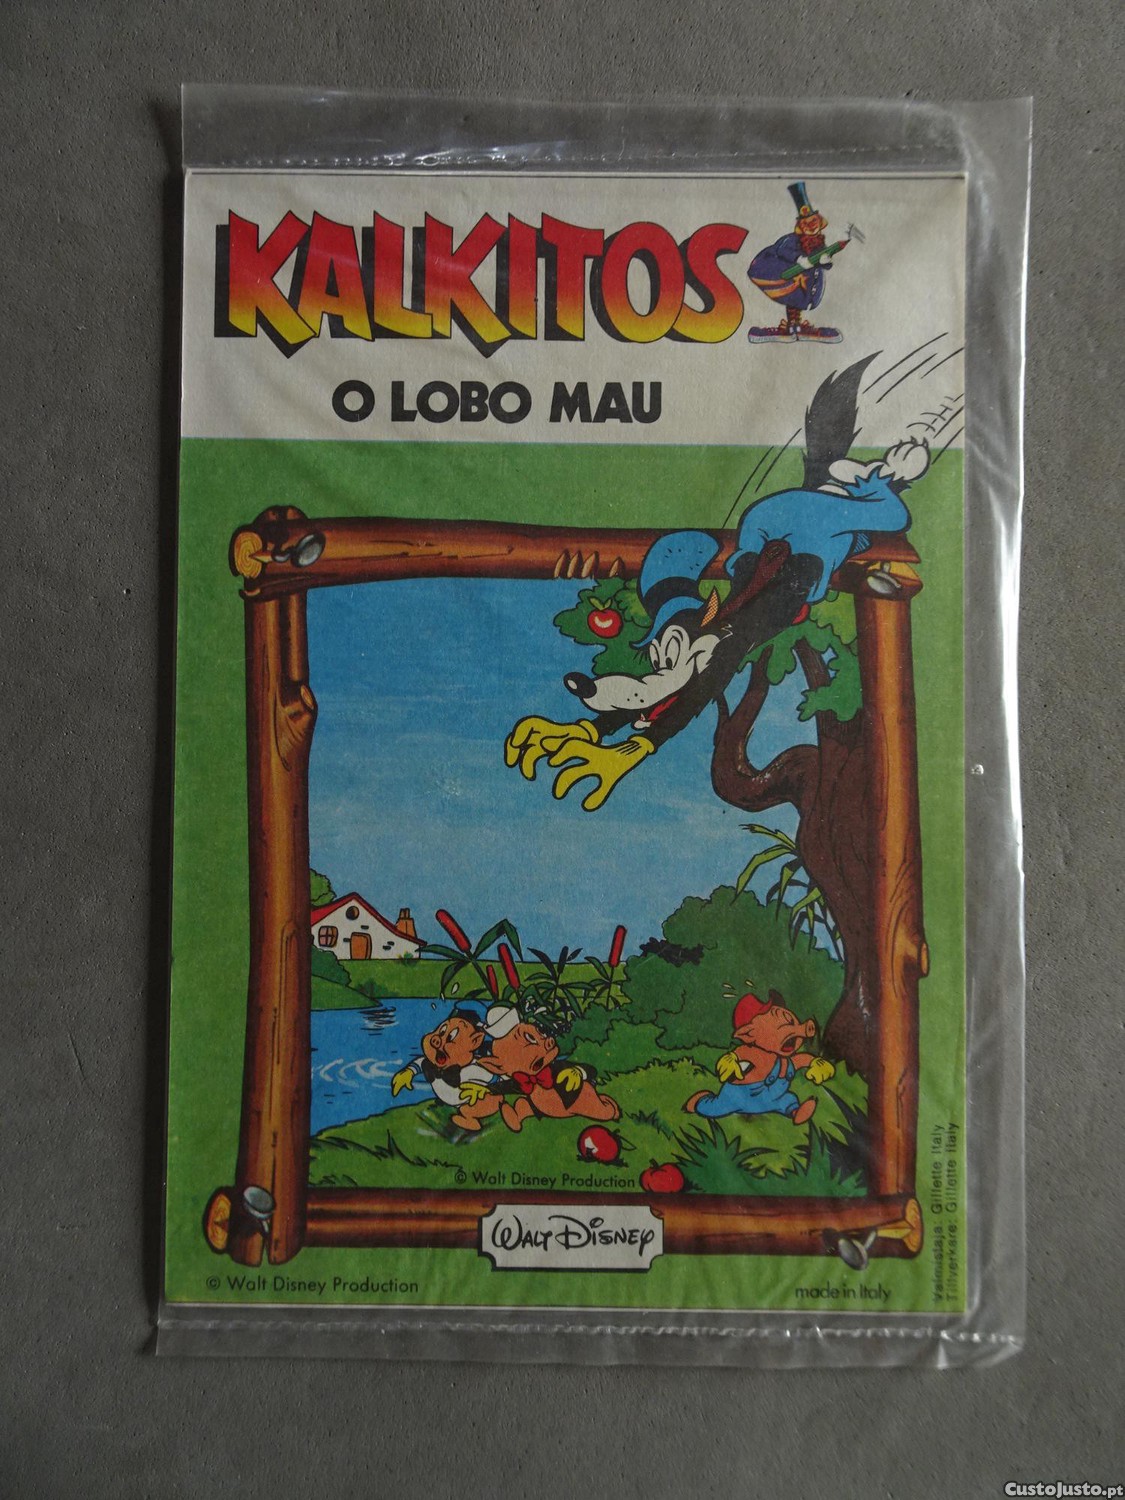 KALKITOS
O LOBO MAU
© Walt Disney Production
WALT DISNEY
© Walt Disney Production
made in Italy
Valmistaja: Gillette Italy
Tillverkare: Gillette Italy
CustoJusto.pt